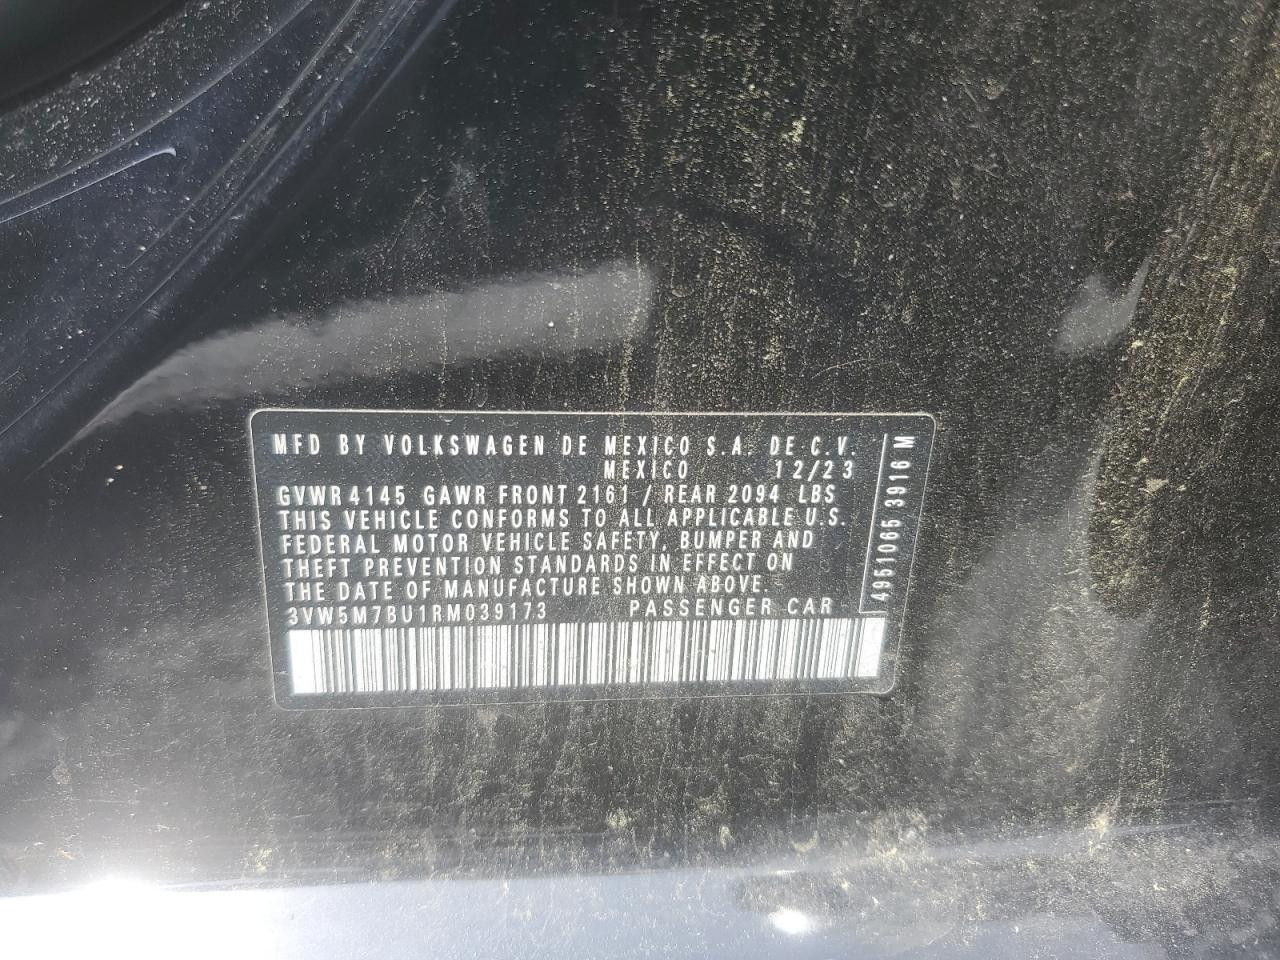 MFD BY VOLKSWAGEN DE MEXICO S.A. DE C.V.
MEXICO 12/23
GVWR 4145 GAWR FRONT 2161 / REAR 2094 LBS
THIS VEHICLE CONFORMS TO ALL APPLICABLE U.S.
FEDERAL MOTOR VEHICLE SAFETY, BUMPER AND
THEFT PREVENTION STANDARDS IN EFFECT ON
THE DATE OF MANUFACTURE SHOWN ABOVE.
3VW5M7BU1RM039173 PASSENGER CAR
4951065 3916 M